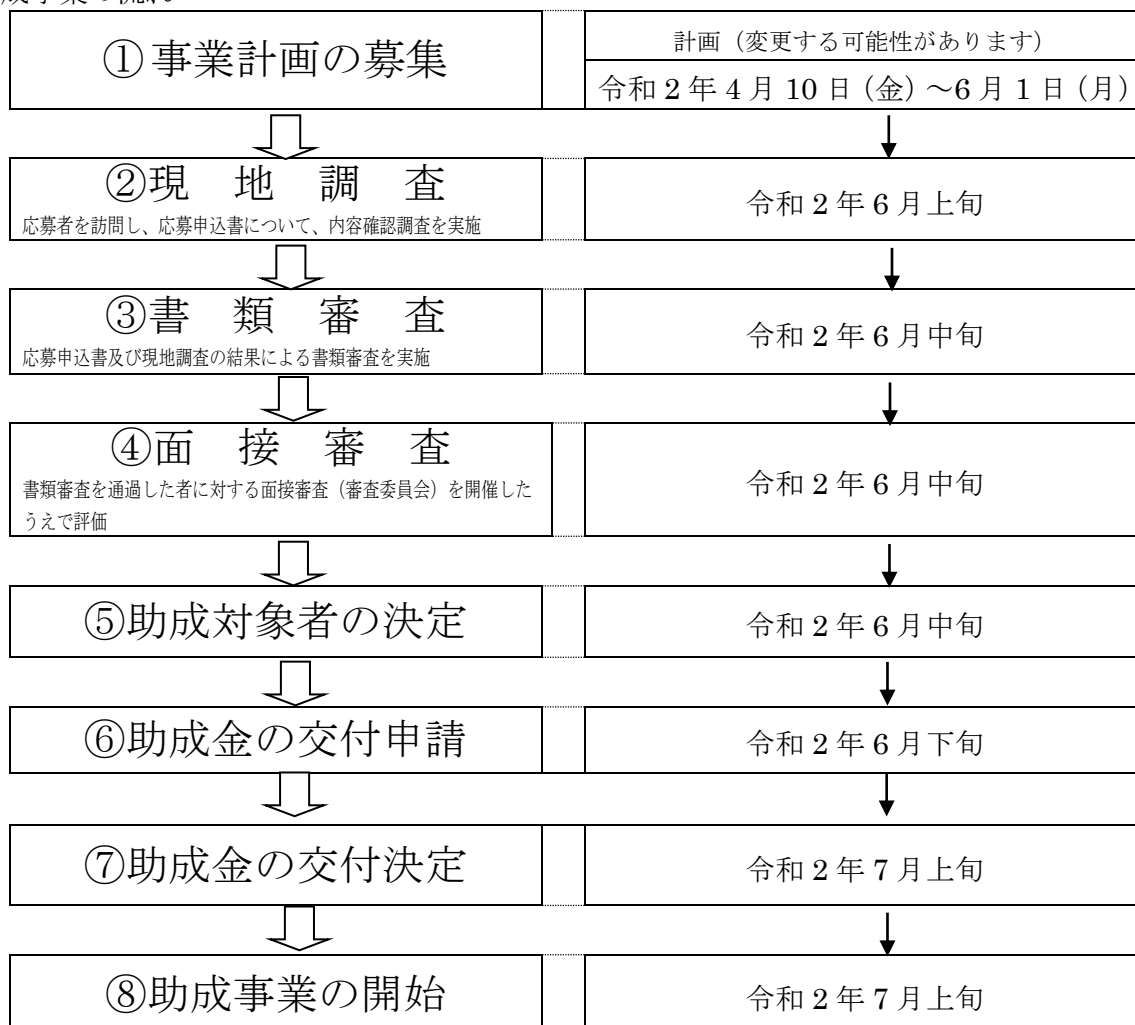 成事業の流れ
①事業計画の募集
計画（変更する可能性があります）
令和 2 年 4 月 10 日（金）～6 月 1 日（月）
②現　地　調　査
応募者を訪問し、応募申込書について、内容確認調査を実施
令和 2 年 6 月上旬
③書　類　審　査
応募申込書及び現地調査の結果による書類審査を実施
令和 2 年 6 月中旬
④面　接　審　査
書類審査を通過した者に対する面接審査（審査委員会）を開催した
うえで評価
令和 2 年 6 月中旬
⑤助成対象者の決定
令和 2 年 6 月中旬
⑥助成金の交付申請
令和 2 年 6 月下旬
⑦助成金の交付決定
令和 2 年 7 月上旬
⑧助成事業の開始
令和 2 年 7 月上旬